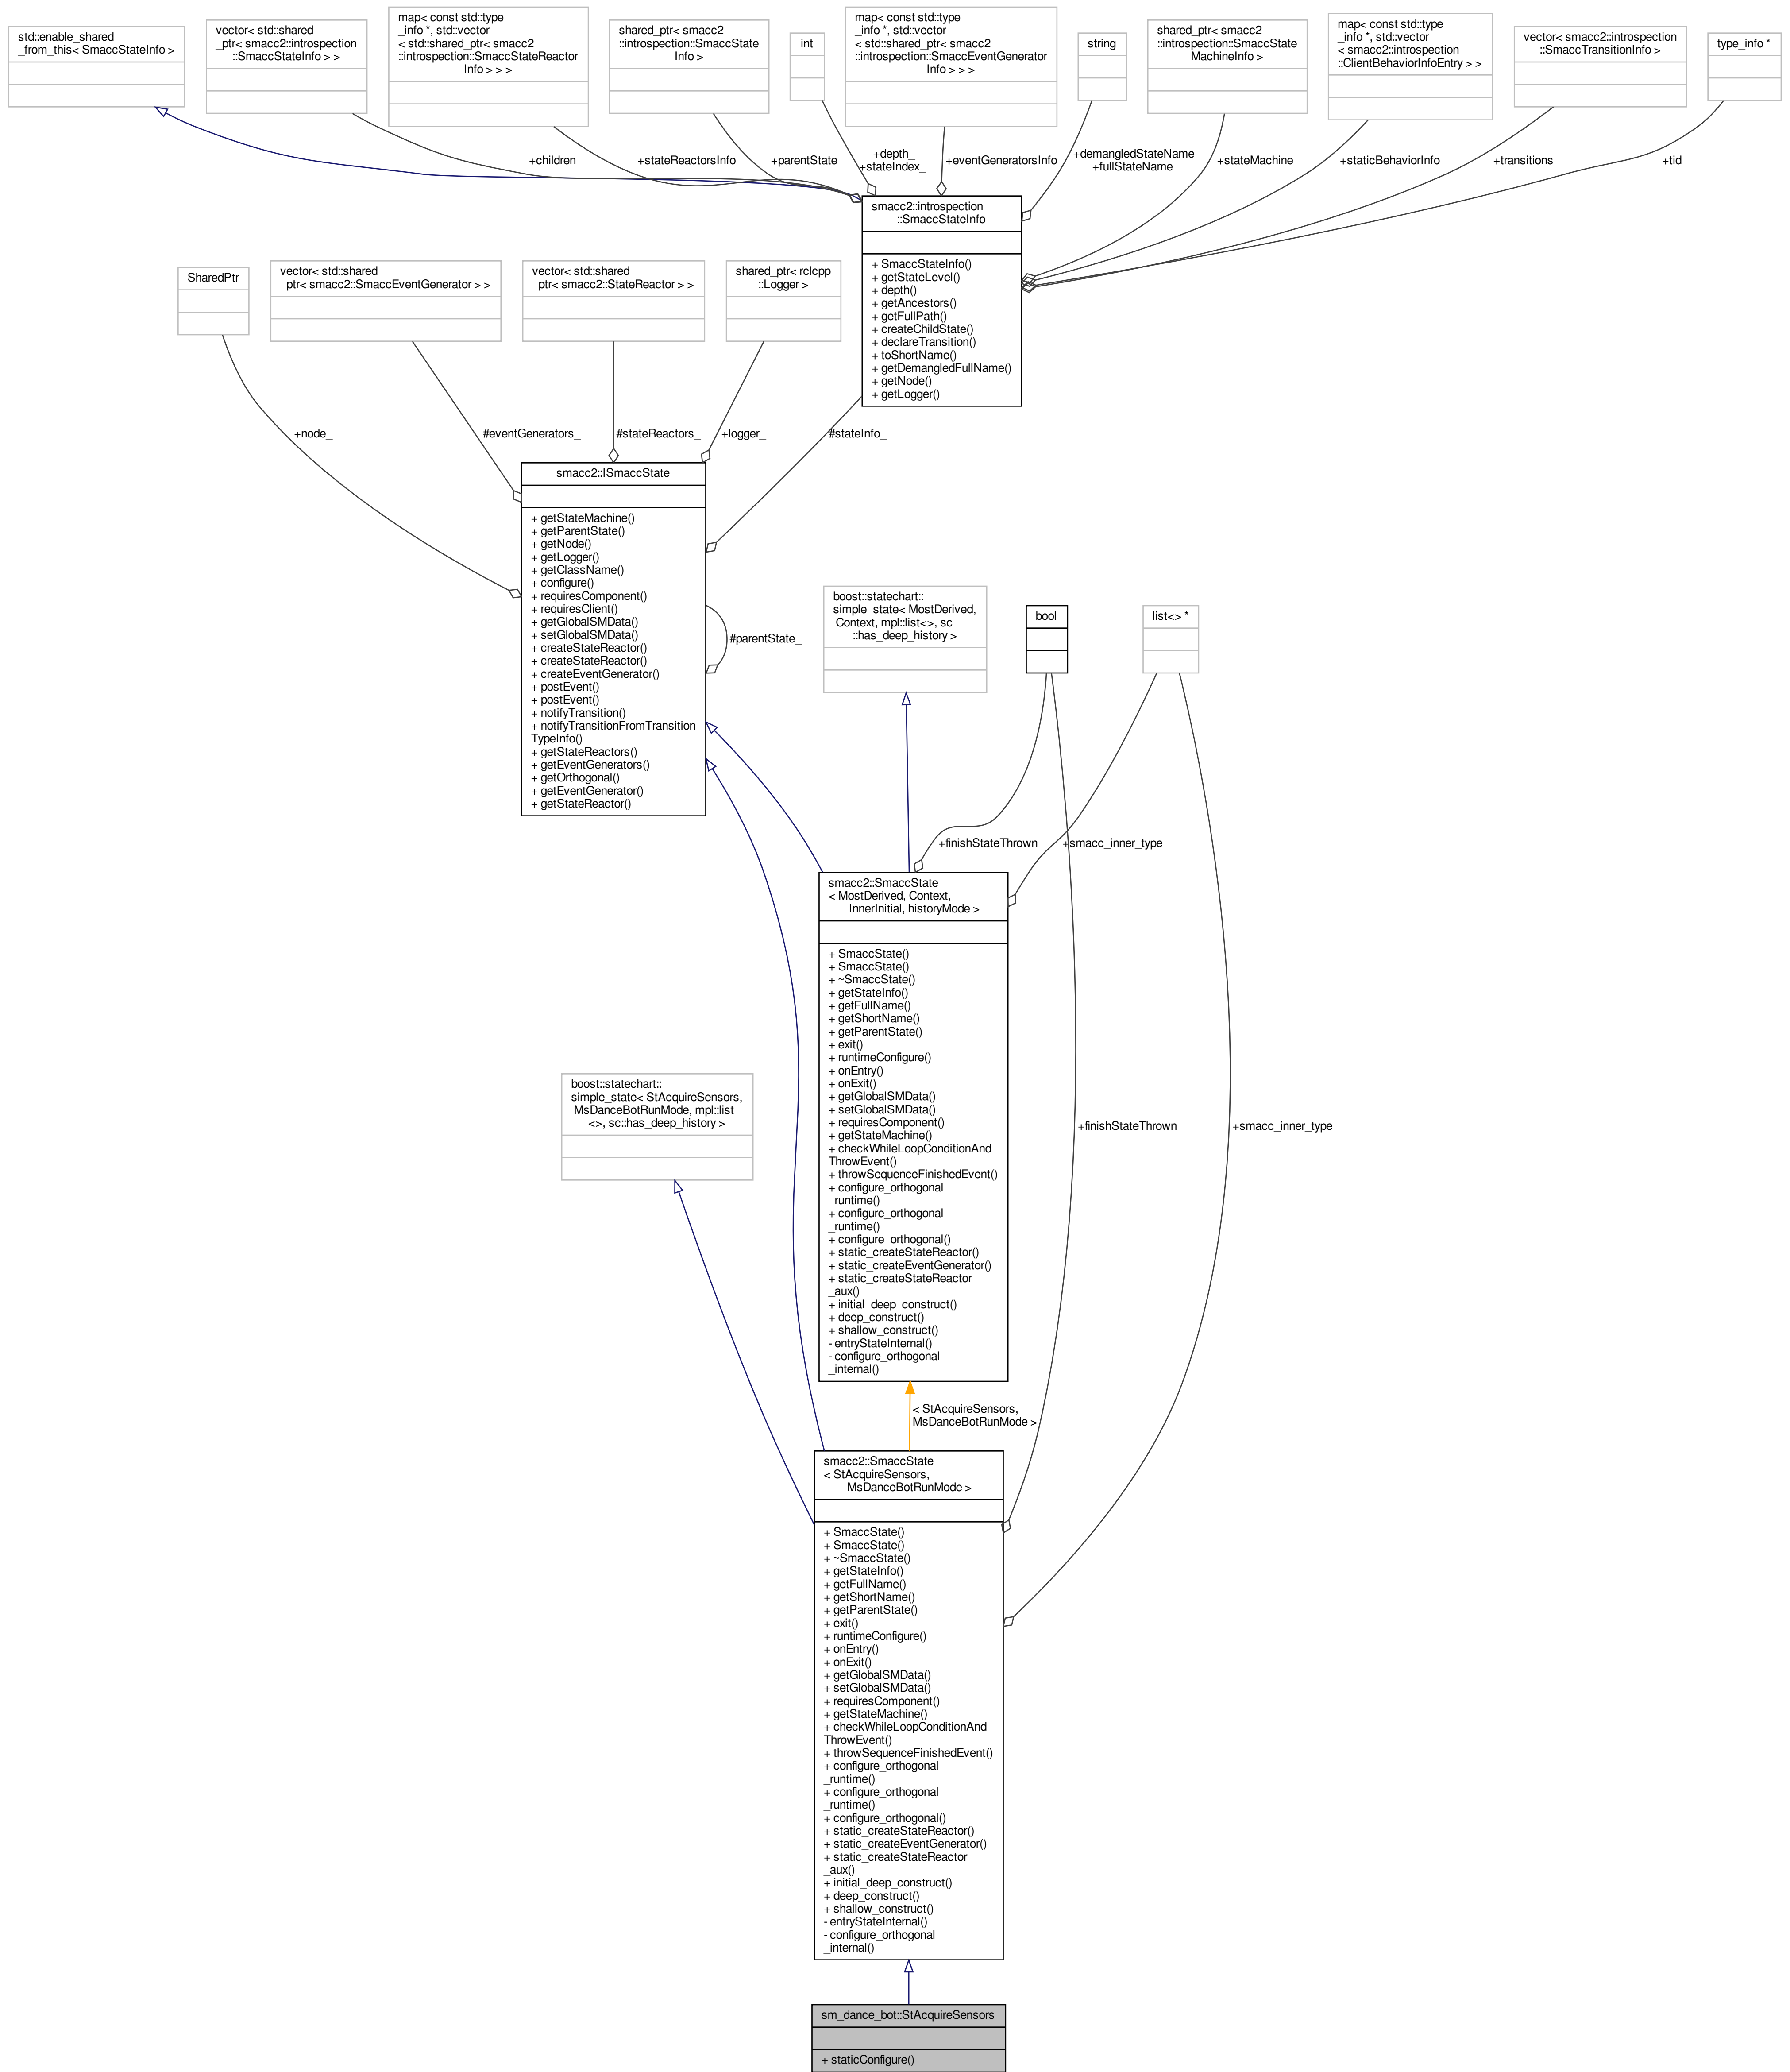 std::enable_shared
_from_this< SmaccStateInfo >
vector< std::shared
_ptr< smacc2::introspection
::SmaccStateInfo > >
map< const std::type
_info *, std::vector
< std::shared_ptr< smacc2
::introspection::SmaccStateReactor
Info > > >
shared_ptr< smacc2
::introspection::SmaccState
Info >
int
map< const std::type
_info *, std::vector
< std::shared_ptr< smacc2
::introspection::SmaccEventGenerator
Info > > >
string
shared_ptr< smacc2
::introspection::SmaccState
MachineInfo >
map< const std::type
_info *, std::vector
< smacc2::introspection
::ClientBehaviorInfoEntry > >
vector< smacc2::introspection
::SmaccTransitionInfo >
type_info *
+children_
+stateReactorsInfo
+parentState_
+depth_
+stateIndex_
+eventGeneratorsInfo
+demangledStateName
+fullStateName
+stateMachine_
+staticBehaviorInfo
+transitions_
+tid_
smacc2::introspection
::SmaccStateInfo
+ SmaccStateInfo()
+ getStateLevel()
+ depth()
+ getAncestors()
+ getFullPath()
+ createChildState()
+ declareTransition()
+ toShortName()
+ getDemangledFullName()
+ getNode()
+ getLogger()
SharedPtr
vector< std::shared
_ptr< smacc2::SmaccEventGenerator > >
vector< std::shared
_ptr< smacc2::StateReactor > >
shared_ptr< rclcpp
::Logger >
+node_
#eventGenerators_
#stateReactors_
+logger_
#stateInfo_
smacc2::ISmaccState
+ getStateMachine()
+ getParentState()
+ getNode()
+ getLogger()
+ getClassName()
+ configure()
+ requiresComponent()
+ requiresClient()
+ getGlobalSMData()
+ setGlobalSMData()
+ createStateReactor()
+ createStateReactor()
+ createEventGenerator()
+ postEvent()
+ postEvent()
+ notifyTransition()
+ notifyTransitionFromTransition
TypeInfo()
+ getStateReactors()
+ getEventGenerators()
+ getOrthogonal()
+ getEventGenerator()
+ getStateReactor()
#parentState_
boost::statechart::
simple_state< MostDerived,
Context, mpl::list<>, sc
::has_deep_history >
bool
list<> *
+finishStateThrown
+smacc_inner_type
smacc2::SmaccState
< MostDerived, Context,
InnerInitial, historyMode >
+ SmaccState()
+ SmaccState()
+ ~SmaccState()
+ getStateInfo()
+ getFullName()
+ getShortName()
+ getParentState()
+ exit()
+ runtimeConfigure()
+ onEntry()
+ onExit()
+ getGlobalSMData()
+ setGlobalSMData()
+ requiresComponent()
+ getStateMachine()
+ checkWhileLoopConditionAnd
ThrowEvent()
+ throwSequenceFinishedEvent()
+ configure_orthogonal
_runtime()
+ configure_orthogonal
_runtime()
+ configure_orthogonal()
+ static_createStateReactor()
+ static_createEventGenerator()
+ static_createStateReactor
_aux()
+ initial_deep_construct()
+ deep_construct()
+ shallow_construct()
- entryStateInternal()
- configure_orthogonal
_internal()
boost::statechart::
simple_state< StAcquireSensors,
MsDanceBotRunMode, mpl::list
<>, sc::has_deep_history >
+finishStateThrown
+smacc_inner_type
< StAcquireSensors,
MsDanceBotRunMode >
smacc2::SmaccState
< StAcquireSensors,
MsDanceBotRunMode >
+ SmaccState()
+ SmaccState()
+ ~SmaccState()
+ getStateInfo()
+ getFullName()
+ getShortName()
+ getParentState()
+ exit()
+ runtimeConfigure()
+ onEntry()
+ onExit()
+ getGlobalSMData()
+ setGlobalSMData()
+ requiresComponent()
+ getStateMachine()
+ checkWhileLoopConditionAnd
ThrowEvent()
+ throwSequenceFinishedEvent()
+ configure_orthogonal
_runtime()
+ configure_orthogonal
_runtime()
+ configure_orthogonal()
+ static_createStateReactor()
+ static_createEventGenerator()
+ static_createStateReactor
_aux()
+ initial_deep_construct()
+ deep_construct()
+ shallow_construct()
- entryStateInternal()
- configure_orthogonal
_internal()
sm_dance_bot::StAcquireSensors
+ staticConfigure()